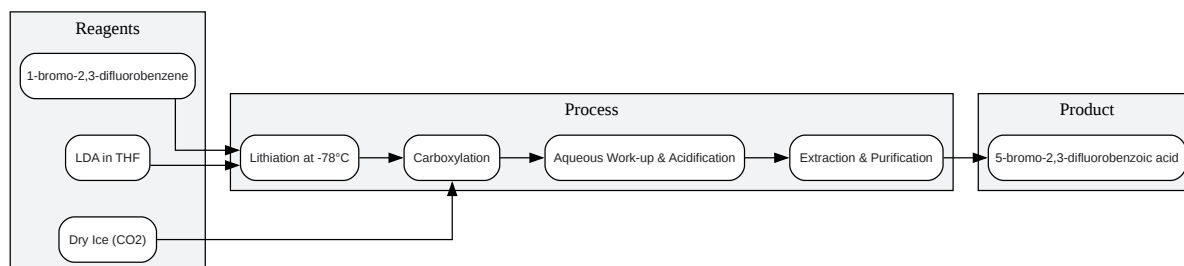 Reagents
1-bromo-2,3-difluorobenzene
LDA in THF
Dry Ice (CO2)
Process
Lithiation at -78°C
Carboxylation
Aqueous Work-up & Acidification
Extraction & Purification
Product
5-bromo-2,3-difluorobenzoic acid